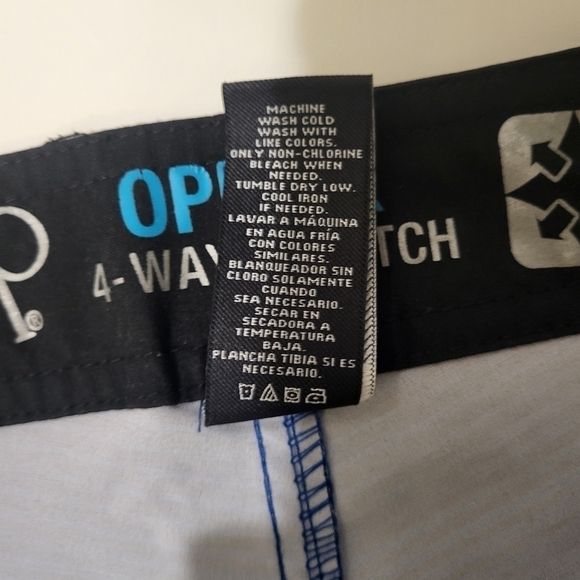 MACHINE
WASH COLD
WASH WITH
LIKE COLORS.
ONLY NON-CHLORINE
BLEACH WHEN
NEEDED.
TUMBLE DRY LOW.
COOL IRON
IF NEEDED.
LAVAR A MÁQUINA
EN AGUA FRÍA
CON COLORES
SIMILARES.
BLANQUEADOR SIN
CLORO SOLAMENTE
CUANDO
SEA NECESARIO.
SECAR EN
SECADORA A
TEMPERATURA
BAJA.
PLANCHA TIBIA SI ES
NECESARIO.
OP
4-WAY
TCH
®